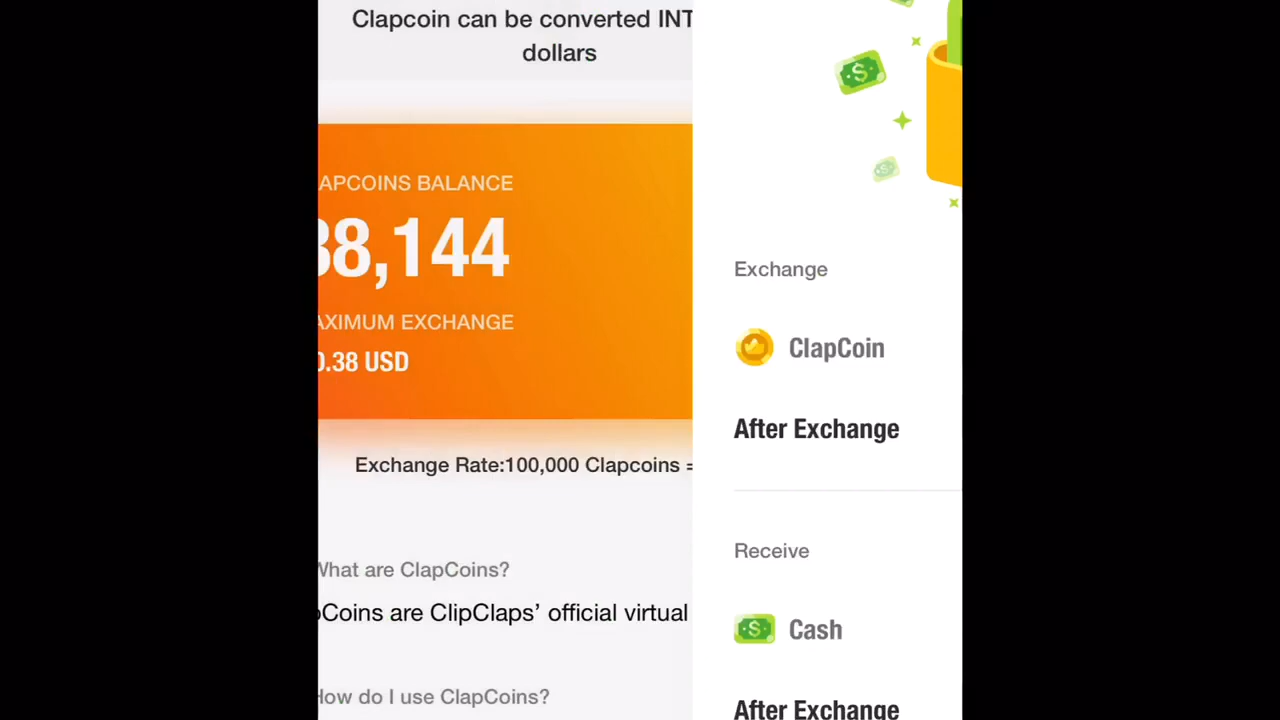 Clapcoin can be converted INT
dollars
APCOINS BALANCE
38,144
AXIMUM EXCHANGE
0.38 USD
Exchange Rate:100,000 Clapcoins =
What are ClapCoins?
pCoins are ClipClaps’ official virtual
How do I use ClapCoins?
Exchange
ClapCoin
After Exchange
Receive
Cash
After Exchange